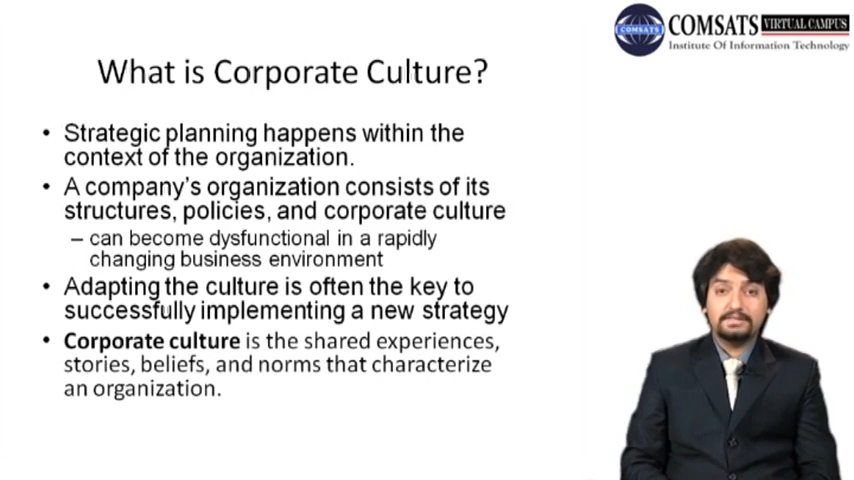 COMSATS
COMSATS VIRTUAL CAMPUS
Institute Of Information Technology
What is Corporate Culture?
• Strategic planning happens within the
context of the organization.
• A company's organization consists of its
structures, policies, and corporate culture
– can become dysfunctional in a rapidly
changing business environment
• Adapting the culture is often the key to
successfully implementing a new strategy
• Corporate culture is the shared experiences,
stories, beliefs, and norms that characterize
an organization.